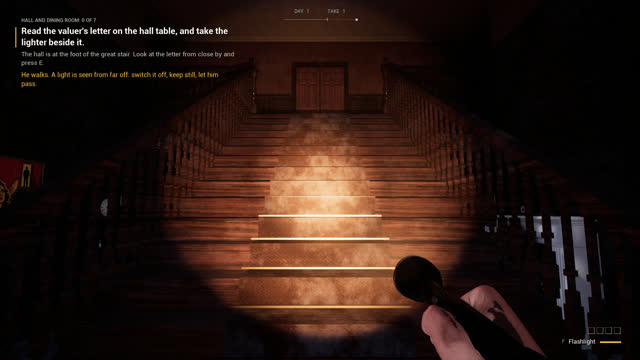 HALL AND DINING ROOM: 0 OF 7
Read the valuer's letter on the hall table, and take the
lighter beside it.
The hall is at the foot of the great stair. Look at the letter from close by and
press E.
He walks. A light is seen from far off: switch it off, keep still, let him
pass.
DAY 1 TAKE 1
F Flashlight